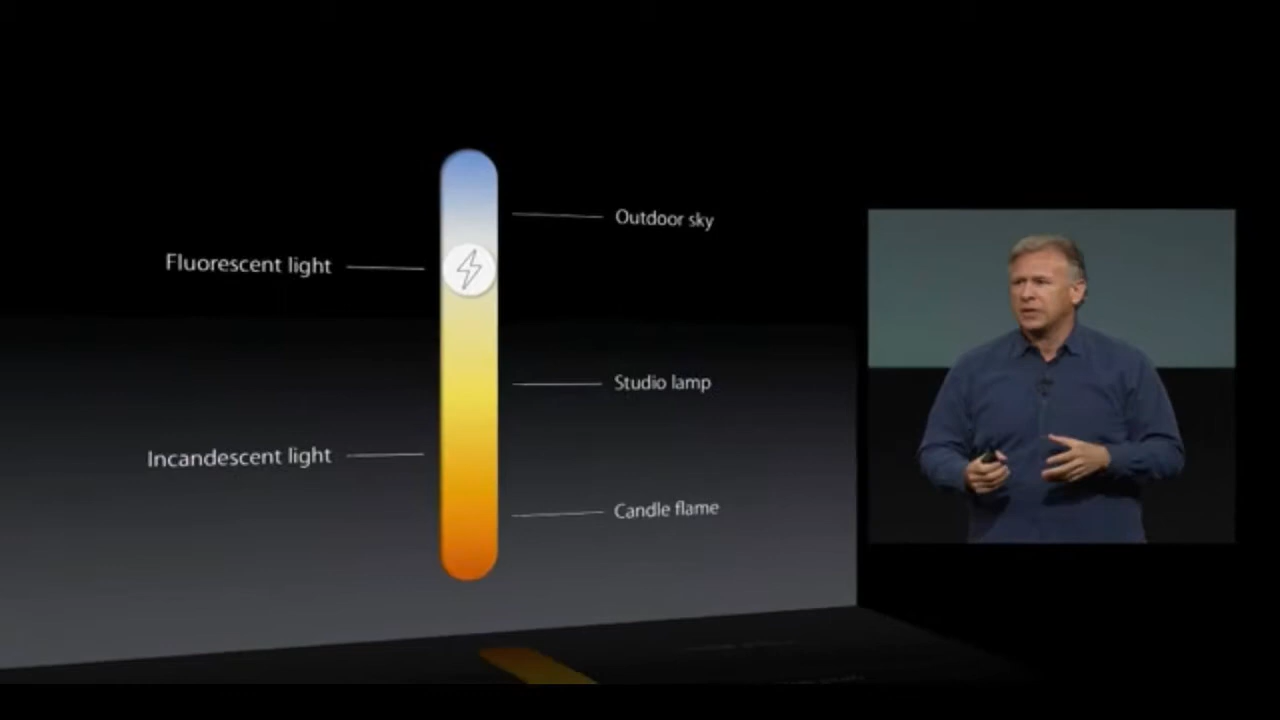 Outdoor sky
Fluorescent light
Studio lamp
Incandescent light
Candle flame